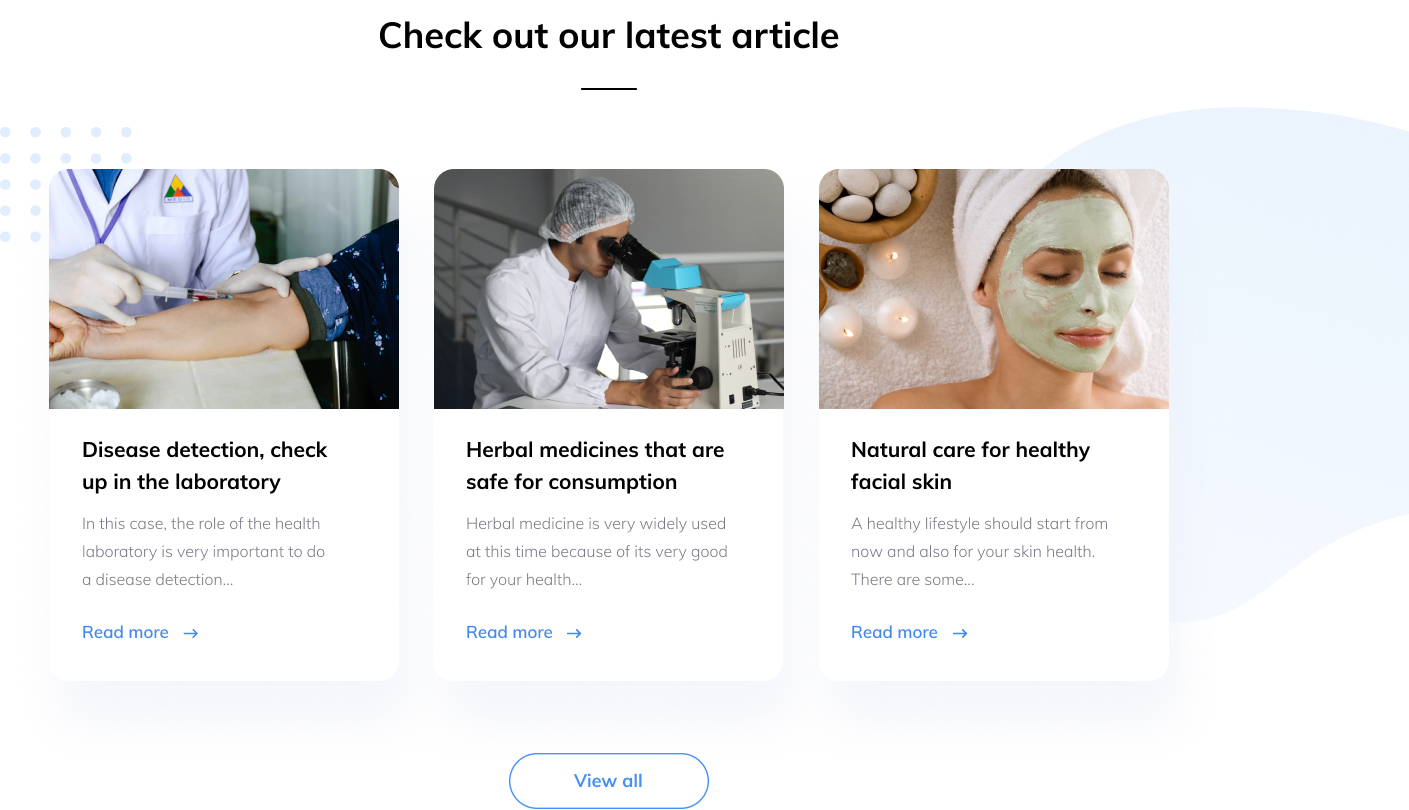 Check out our latest article
Disease detection, check
up in the laboratory
In this case, the role of the health
laboratory is very important to do
a disease detection...
Read more
Herbal medicines that are
safe for consumption
Herbal medicine is very widely used
at this time because of its very good
for your health...
Read more
Natural care for healthy
facial skin
A healthy lifestyle should start from
now and also for your skin health.
There are some...
Read more
View all